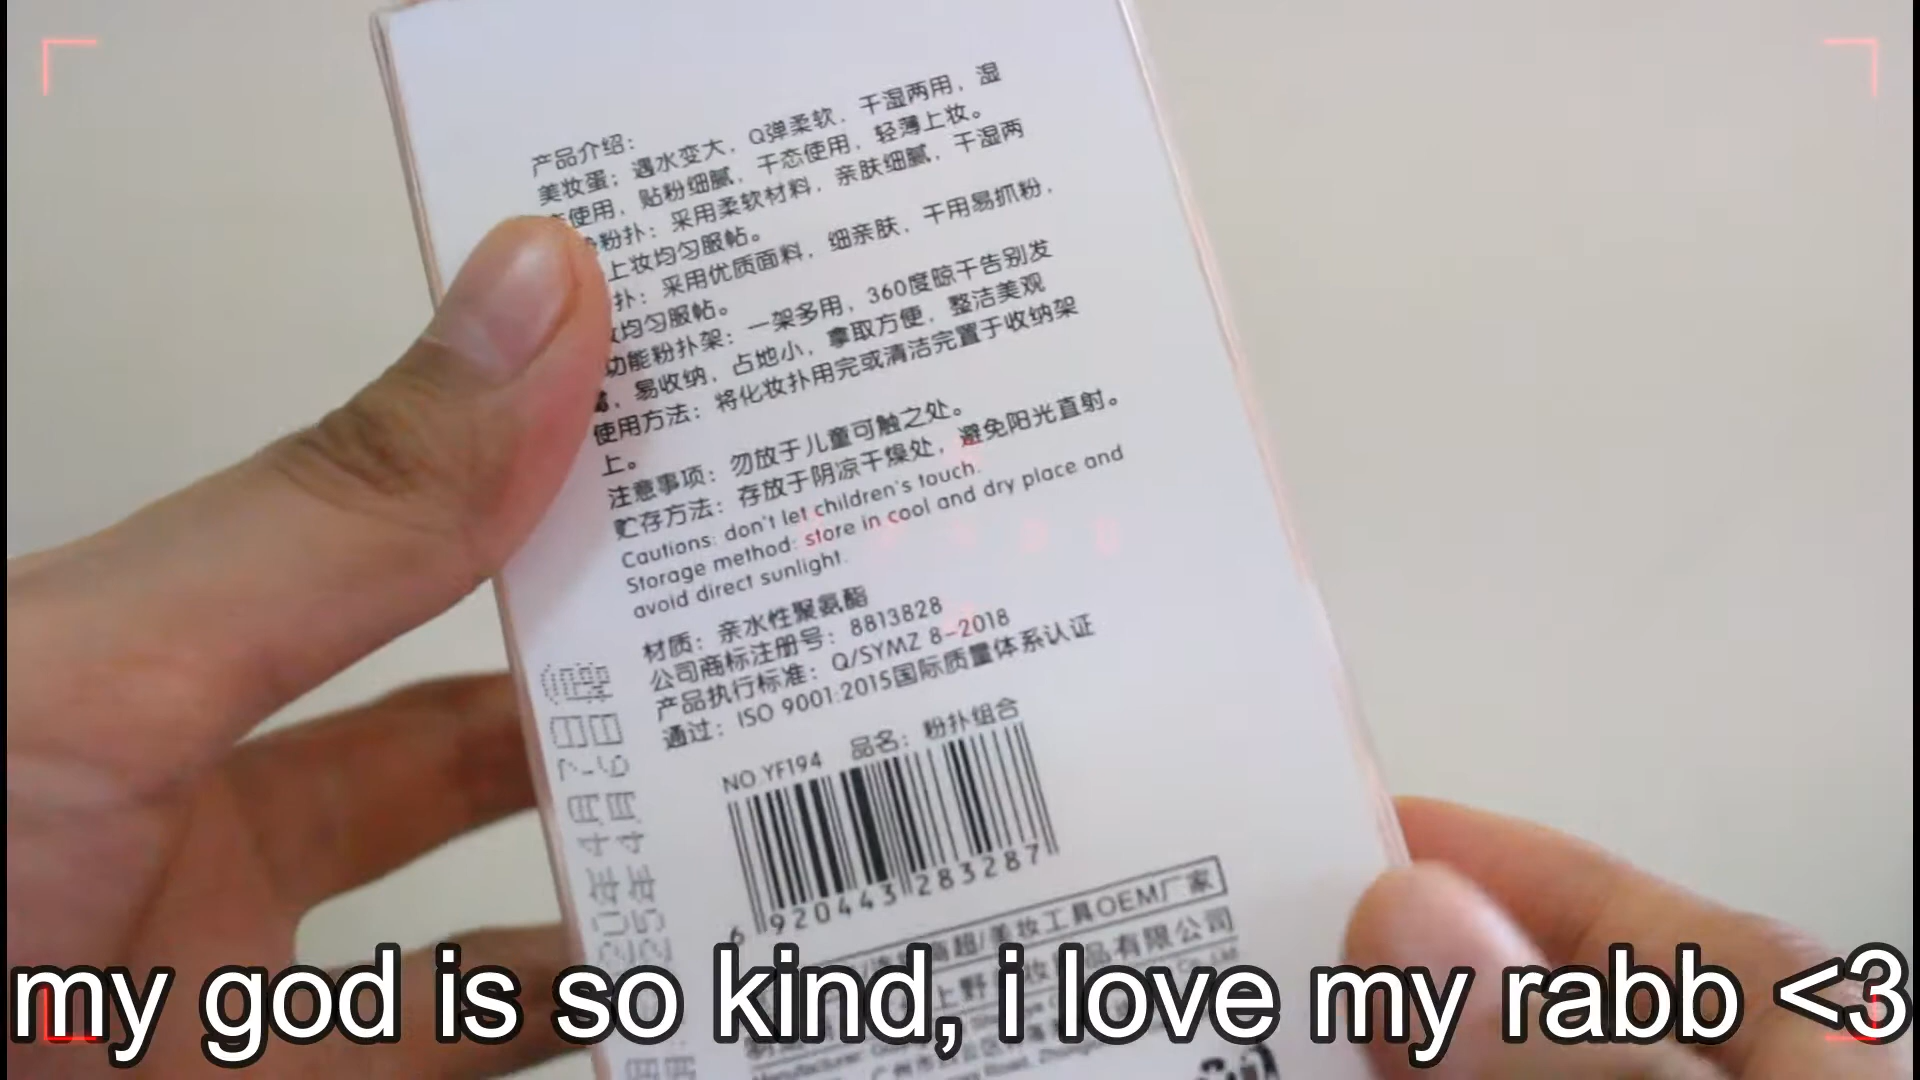 产品介绍：
美妆蛋：遇水变大，Q弹柔软，干湿两用，湿
使用，贴粉细腻，干态使用，轻薄上妆。
粉扑：采用柔软材料，亲肤细腻，干湿两
上妆均匀服帖。
扑：采用优质面料，细亲肤，干用易抓粉，
均匀服帖。
功能粉扑架：一架多用，360度晾干告别发
，易收纳，占地小，拿取方便，整洁美观
使用方法：将化妆扑用完或清洁完置于收纳架
上。
注意事项：勿放于儿童可触之处。
贮存方法：存放于阴凉干燥处，避免阳光直射。
Cautions: don't let children's touch.
Storage method: store in cool and dry place and
avoid direct sunlight.
材质：亲水性聚氨酯
公司商标注册号：8813828
产品执行标准：Q/SYMZ 8-2018
通过：ISO 9001:2015国际质量体系认证
NO.YF194 品名：粉扑组合
6 920443 283287
商超/美妆工具OEM厂家
上野 妆 品有限公司
my god is so kind, i love my rabb <3